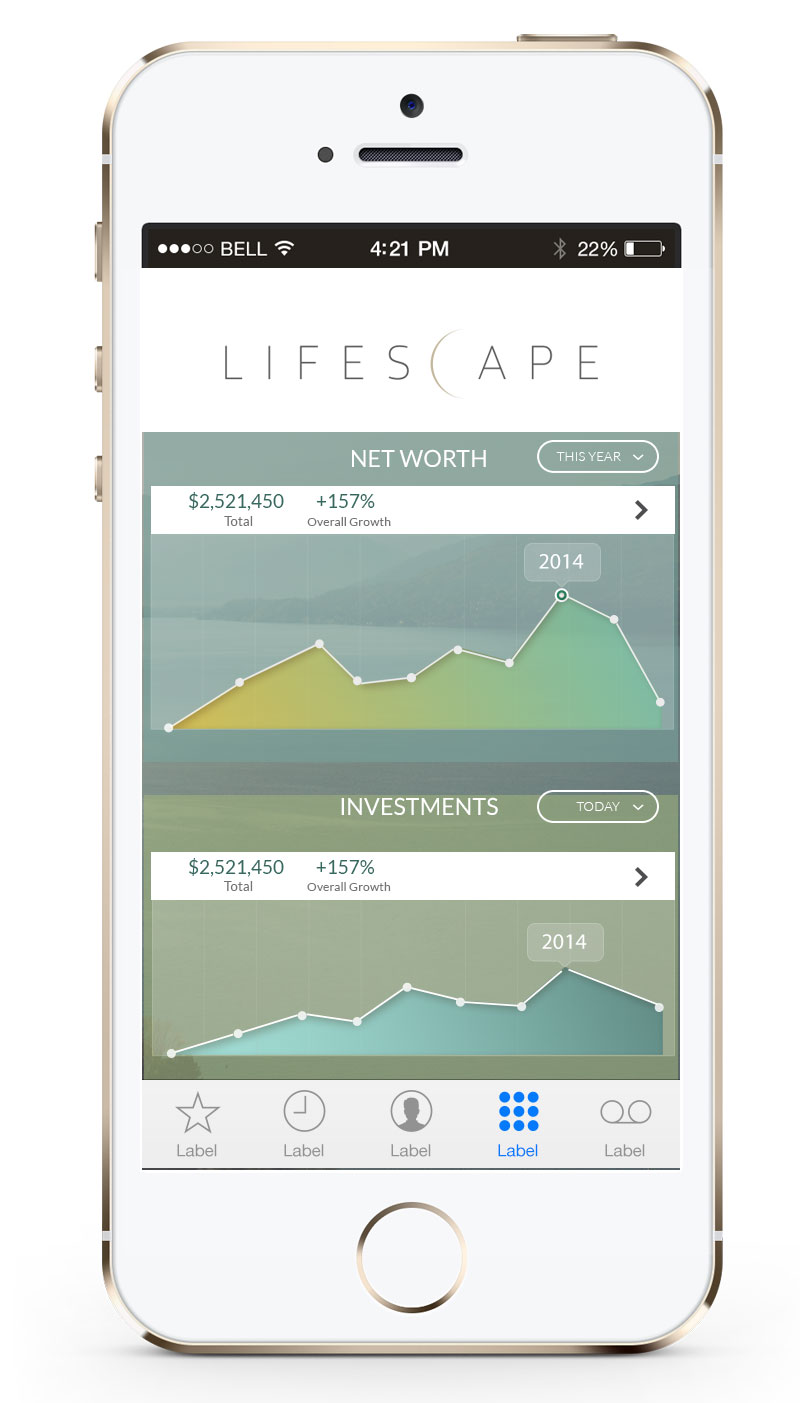 BELL 4:21 PM 22%
LIFESCAPE
NET WORTH THIS YEAR
$2,521,450 +157%
Total Overall Growth
2014
INVESTMENTS TODAY
$2,521,450 +157%
Total Overall Growth
2014
Label Label Label Label Label